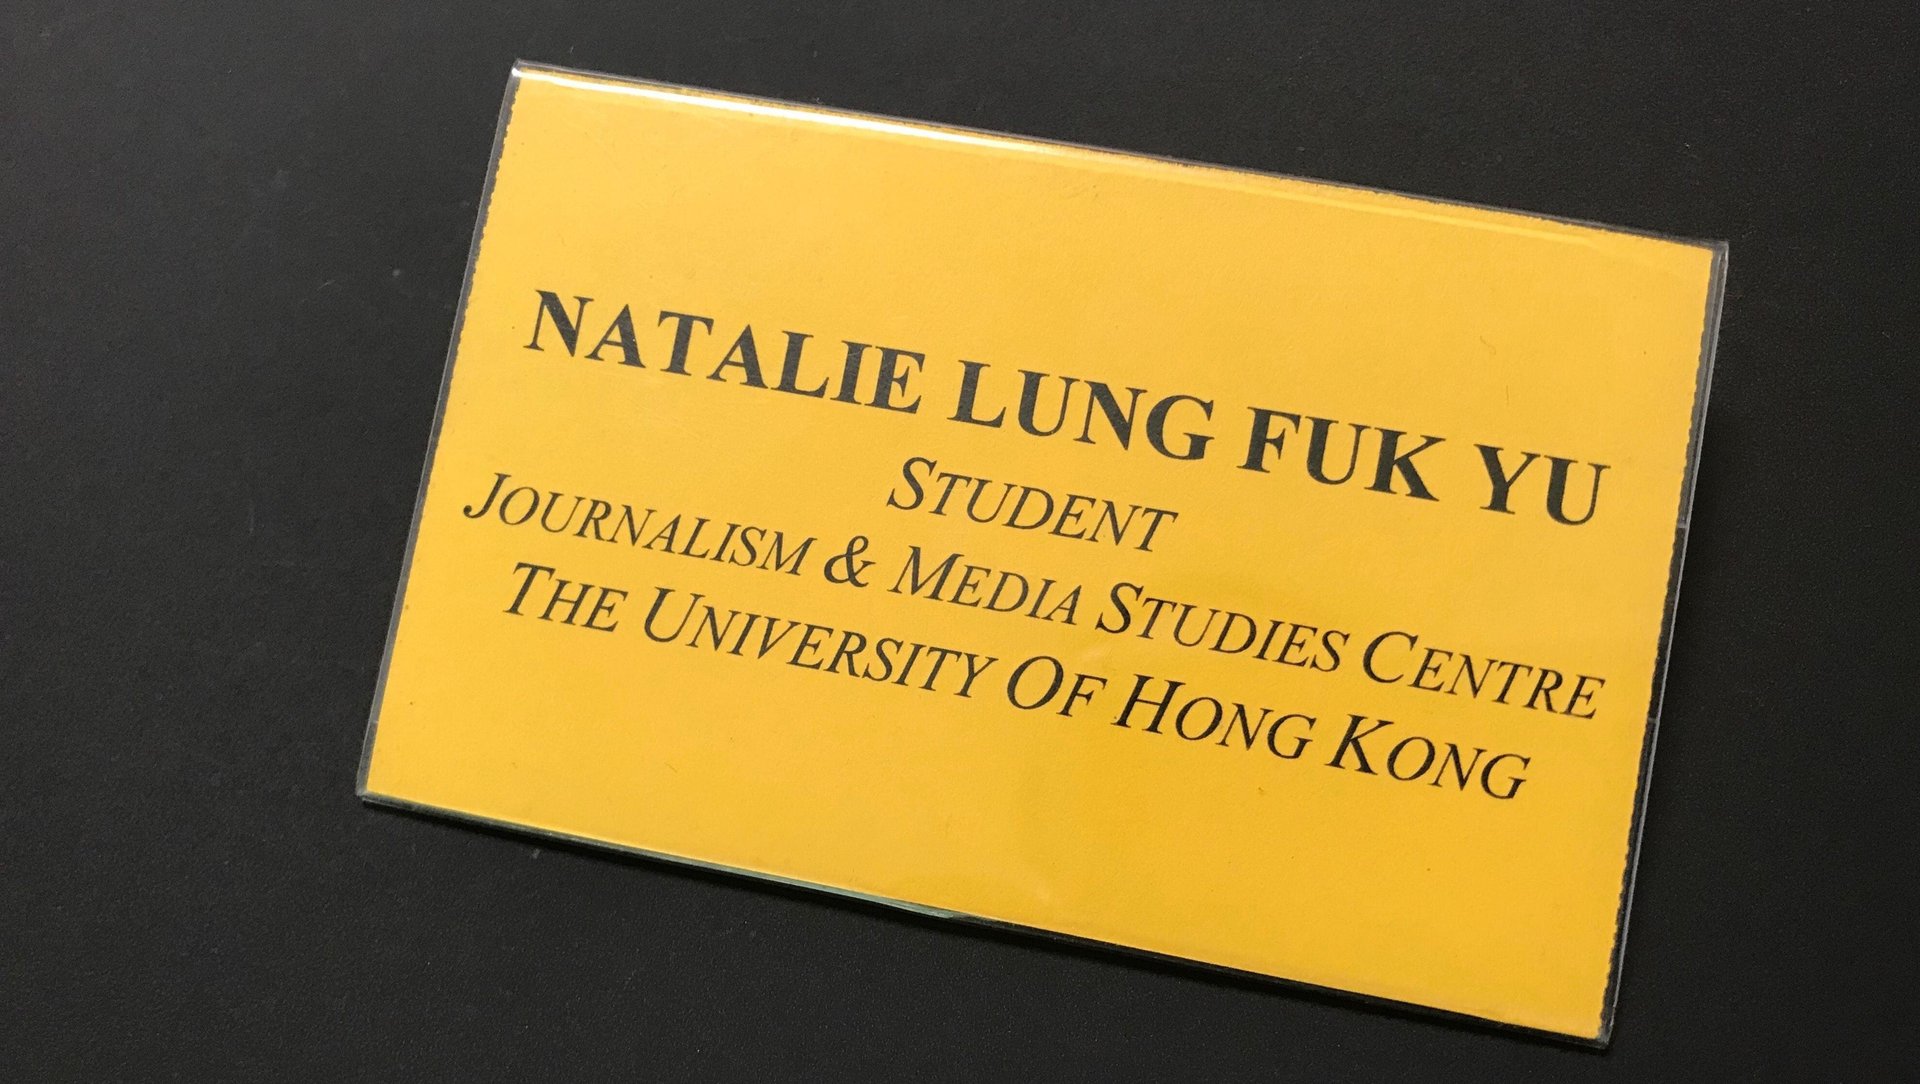 NATALIE LUNG FUK YU
STUDENT
JOURNALISM & MEDIA STUDIES CENTRE
THE UNIVERSITY OF HONG KONG